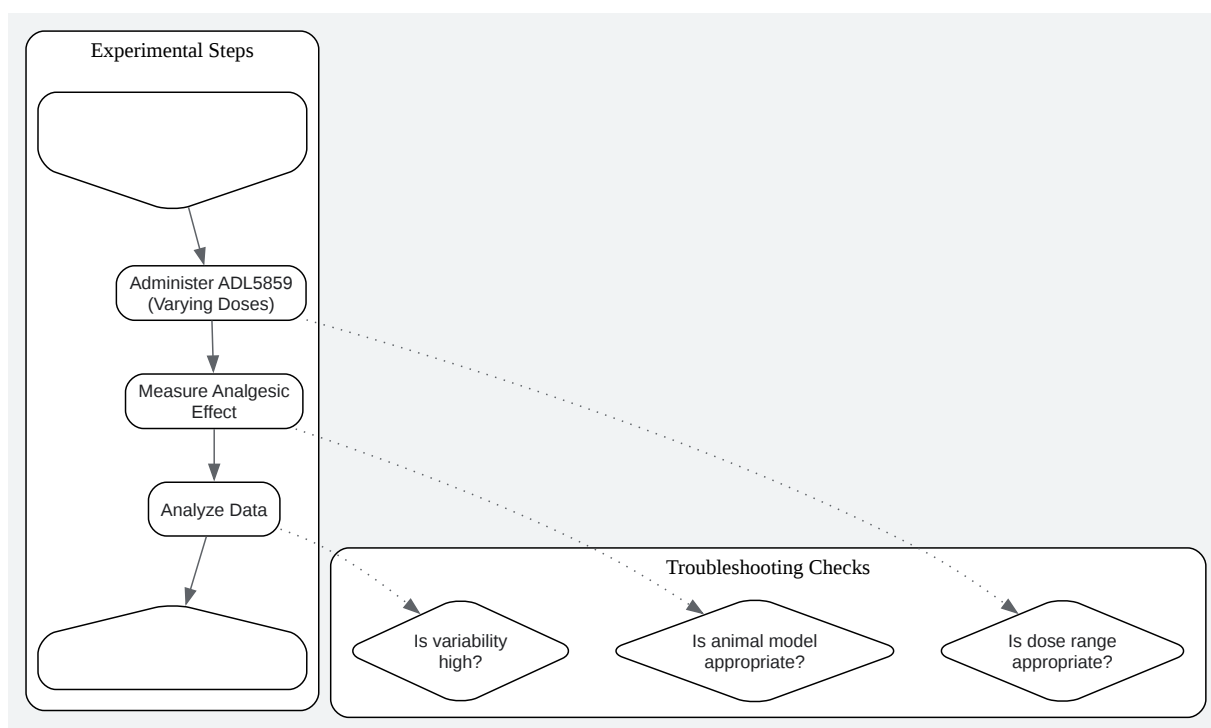 Experimental Steps
Administer ADL5859
(Varying Doses)
Measure Analgesic
Effect
Analyze Data
Troubleshooting Checks
Is variability
high?
Is animal model
appropriate?
Is dose range
appropriate?